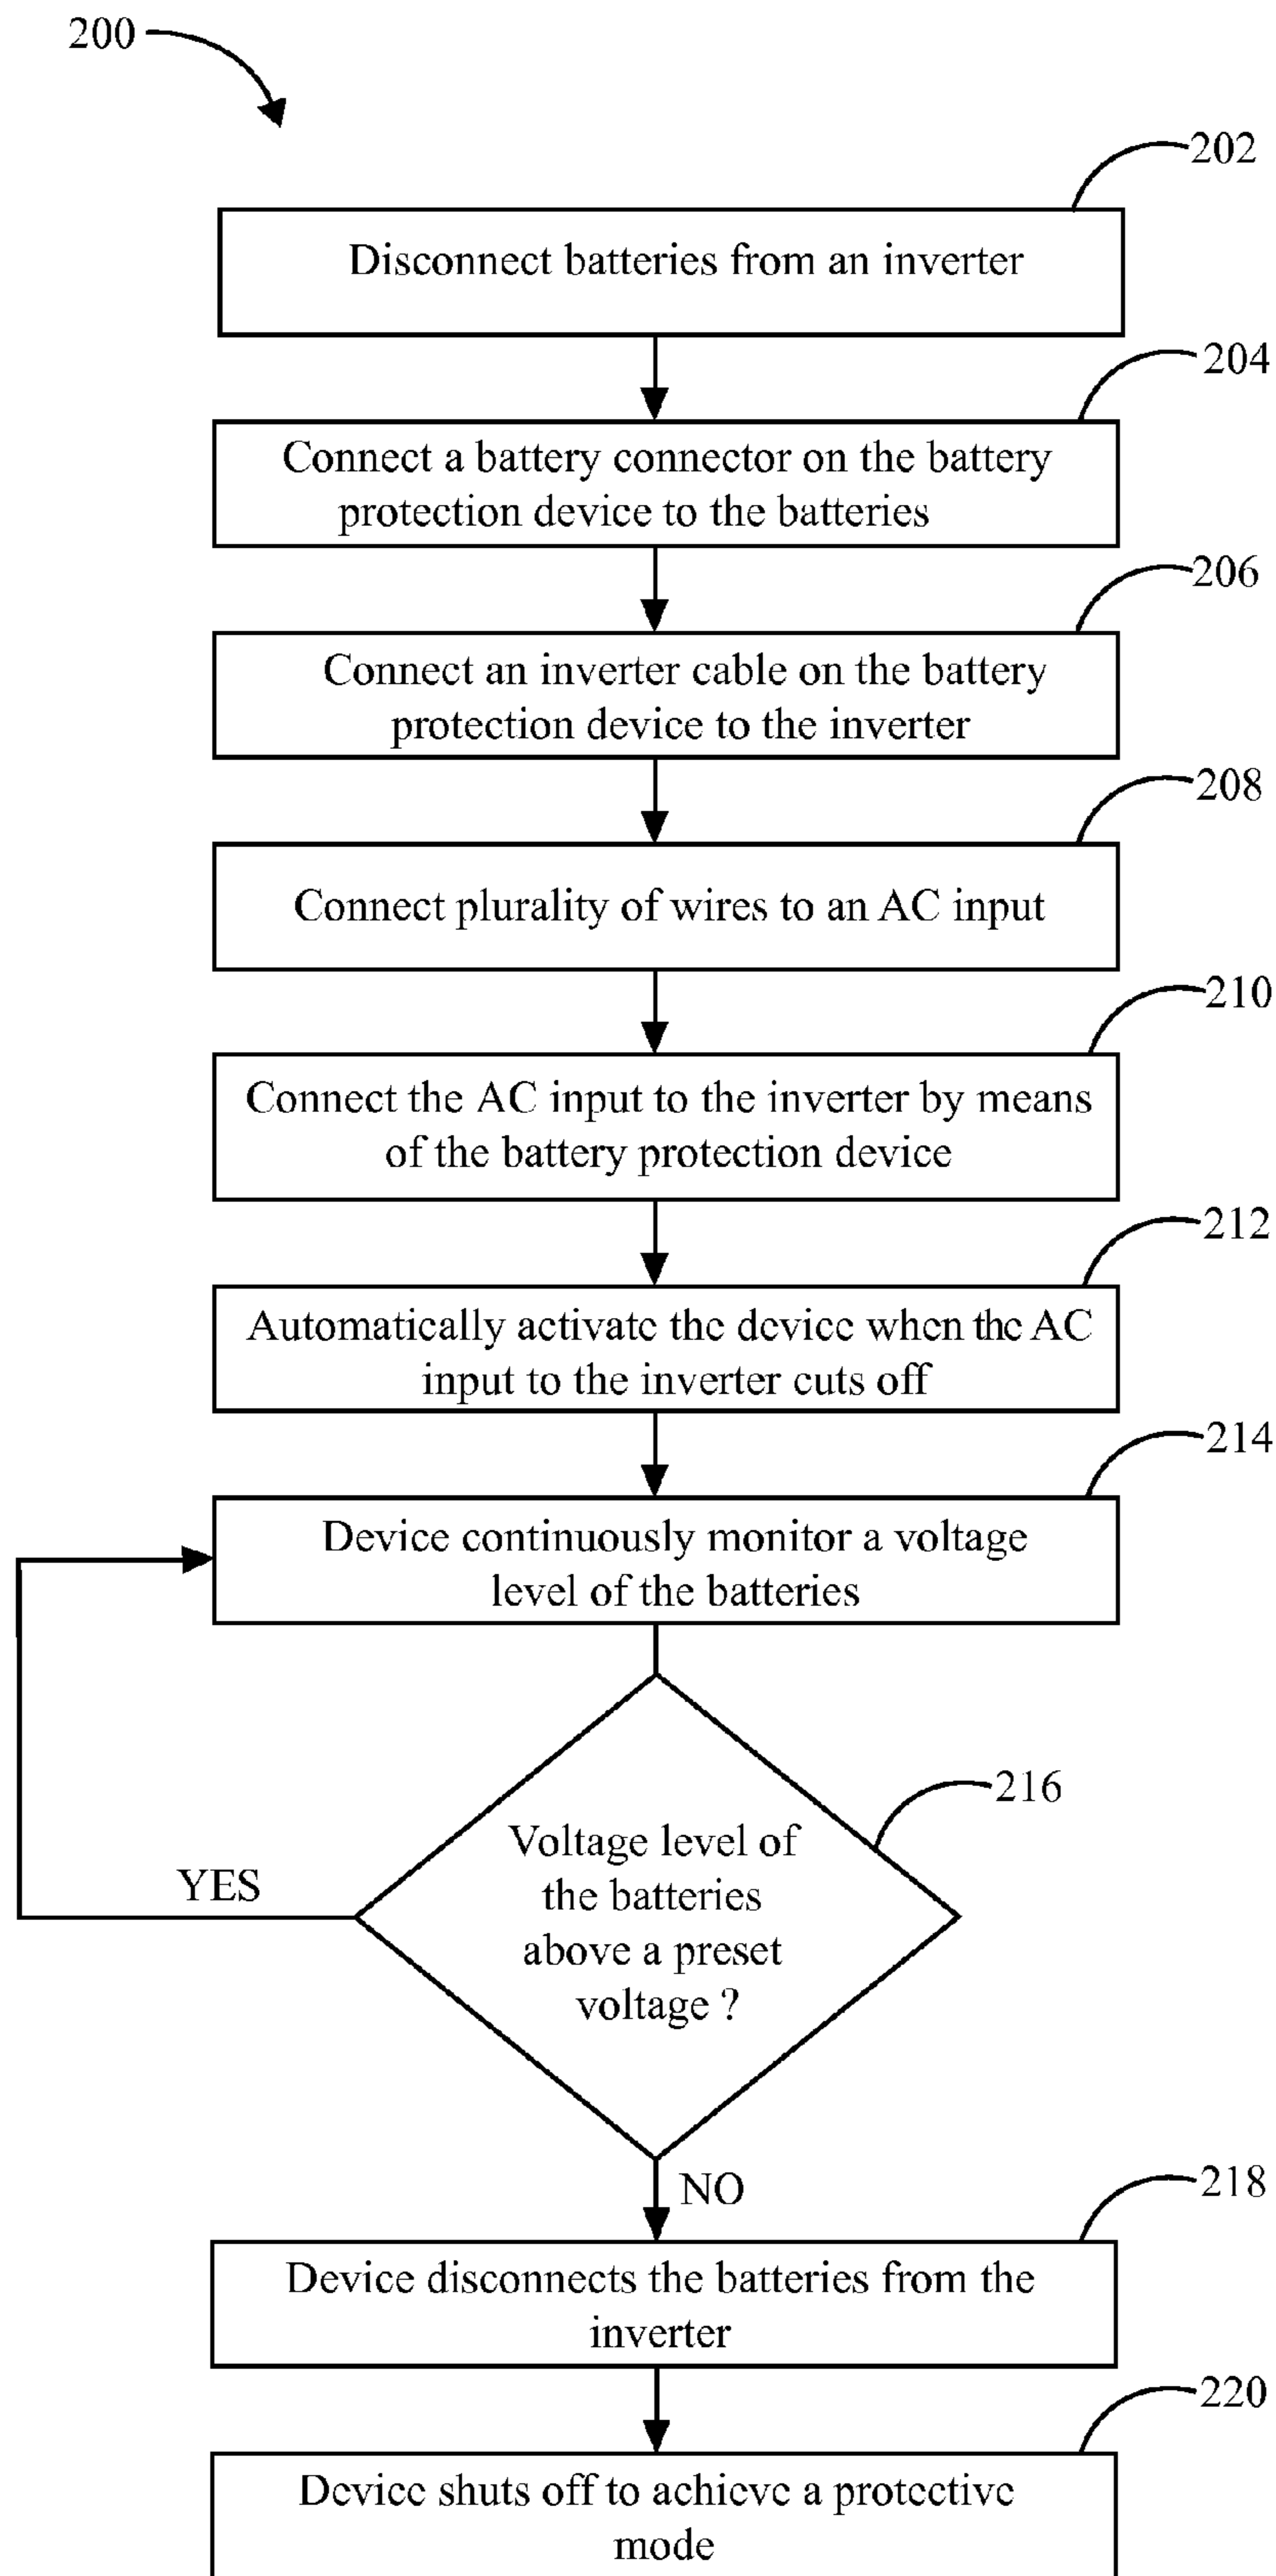 200
202
Disconnect batteries from an inverter
204
Connect a battery connector on the battery
protection device to the batteries
206
Connect an inverter cable on the battery
protection device to the inverter
208
Connect plurality of wires to an AC input
210
Connect the AC input to the inverter by means
of the battery protection device
212
Automatically activate the device when the AC
input to the inverter cuts off
214
Device continuously monitor a voltage
level of the batteries
216
Voltage level of
the batteries
above a preset
voltage ?
YES
NO
218
Device disconnects the batteries from the
inverter
220
Device shuts off to achieve a protective
mode